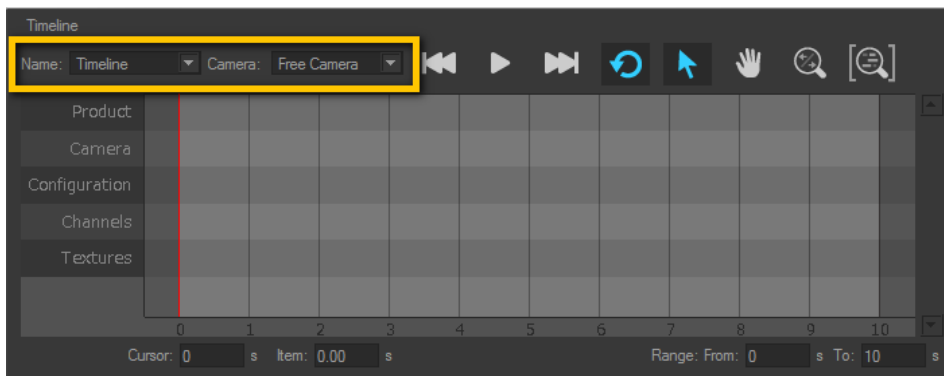 Timeline
Name: Timeline Camera: Free Camera
Product
Camera
Configuration
Channels
Textures
0 1 2 3 4 5 6 7 8 9 10
Cursor: 0 s Item: 0.00 s Range: From: 0 s To: 10 s